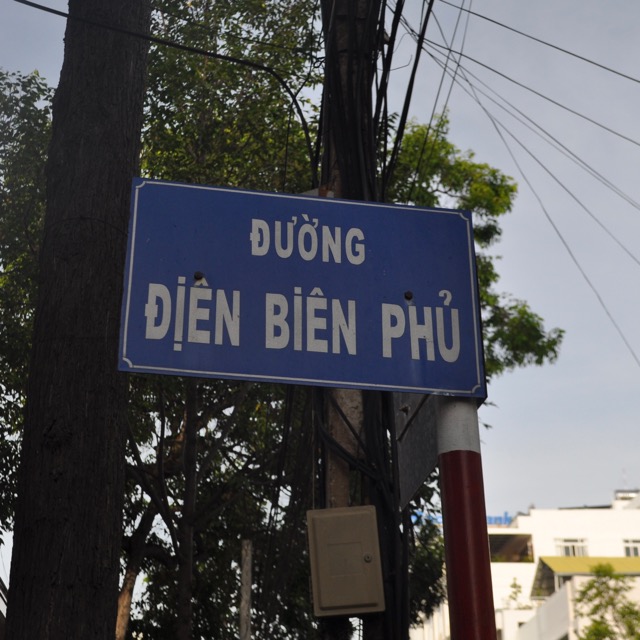 ĐƯỜNG
ĐIỆN BIÊN PHỦ